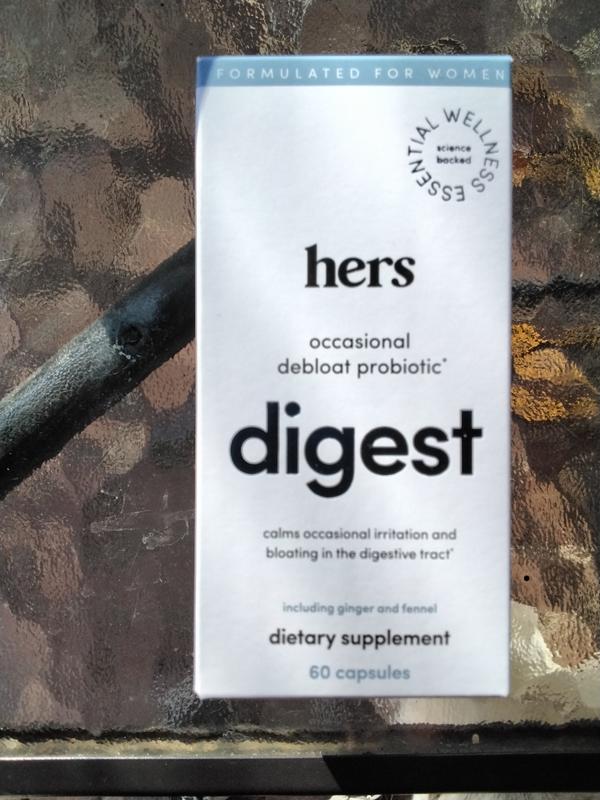 FORMULATED FOR WOMEN
ESSENTIAL WELLNESS
science
backed
hers
occasional
debloat probiotic*
digest
calms occasional irritation and
bloating in the digestive tract*
including ginger and fennel
dietary supplement
60 capsules